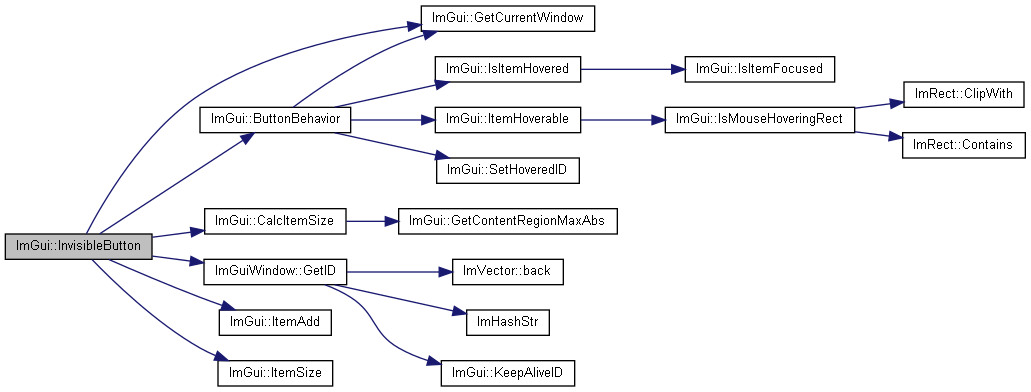 ImGui::GetCurrentWindow
ImGui::IsItemHovered
ImGui::IsItemFocused
ImRect::ClipWith
ImGui::ButtonBehavior
ImGui::ItemHoverable
ImGui::IsMouseHoveringRect
ImRect::Contains
ImGui::SetHoveredID
ImGui::CalcItemSize
ImGui::GetContentRegionMaxAbs
ImGui::InvisibleButton
ImGuiWindow::GetID
ImVector::back
ImGui::ItemAdd
ImHashStr
ImGui::ItemSize
ImGui::KeepAliveID